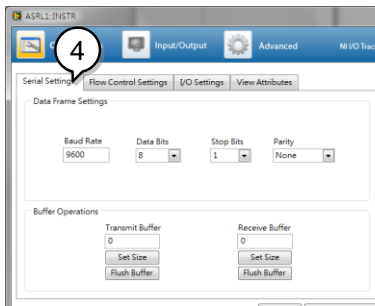 ASRL1::INSTR
Input/Output
Advanced
NI I/O Trac
4
Serial Setting
Flow Control Settings
I/O Settings
View Attributes
Data Frame Settings
Baud Rate
Data Bits
Stop Bits
Parity
9600
8
1
None
Buffer Operations
Transmit Buffer
Receive Buffer
0
0
Set Size
Set Size
Flush Buffer
Flush Buffer